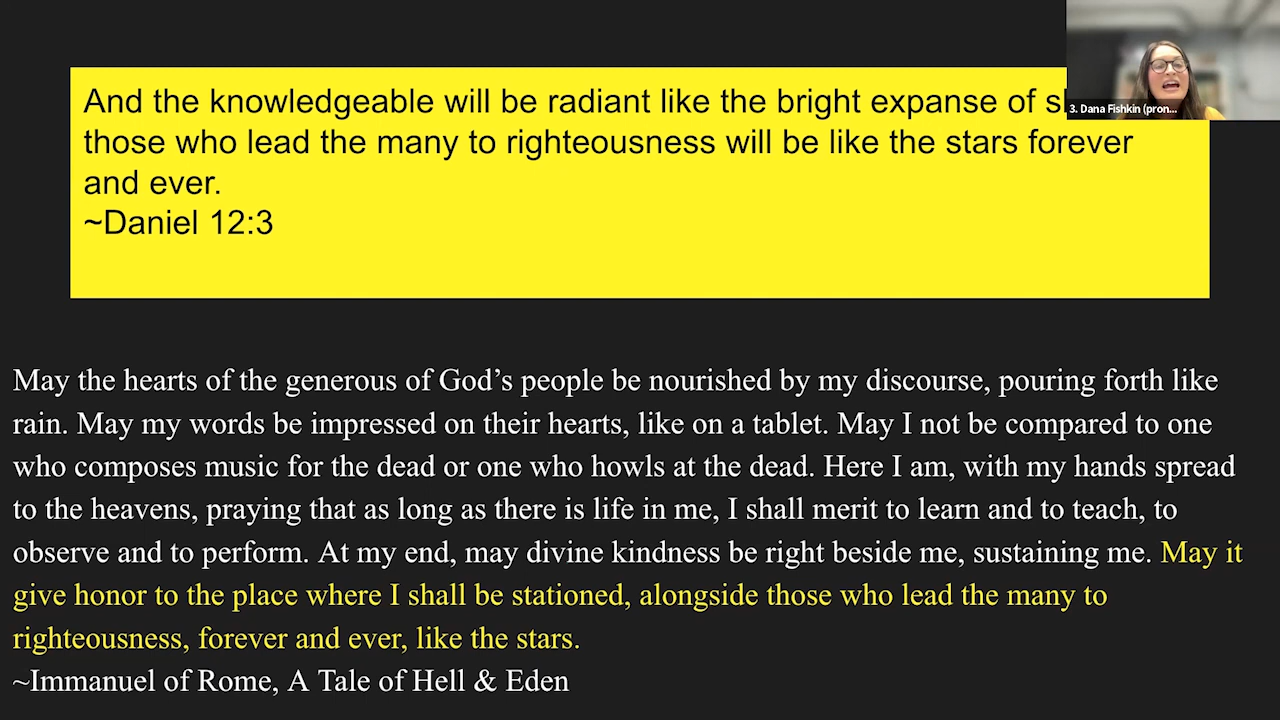 And the knowledgeable will be radiant like the bright expanse of
those who lead the many to righteousness will be like the stars forever
and ever.
~Daniel 12:3
3. Dana Fishkin (pron...
May the hearts of the generous of God’s people be nourished by my discourse, pouring forth like
rain. May my words be impressed on their hearts, like on a tablet. May I not be compared to one
who composes music for the dead or one who howls at the dead. Here I am, with my hands spread
to the heavens, praying that as long as there is life in me, I shall merit to learn and to teach, to
observe and to perform. At my end, may divine kindness be right beside me, sustaining me. May it
give honor to the place where I shall be stationed, alongside those who lead the many to
righteousness, forever and ever, like the stars.
~Immanuel of Rome, A Tale of Hell & Eden